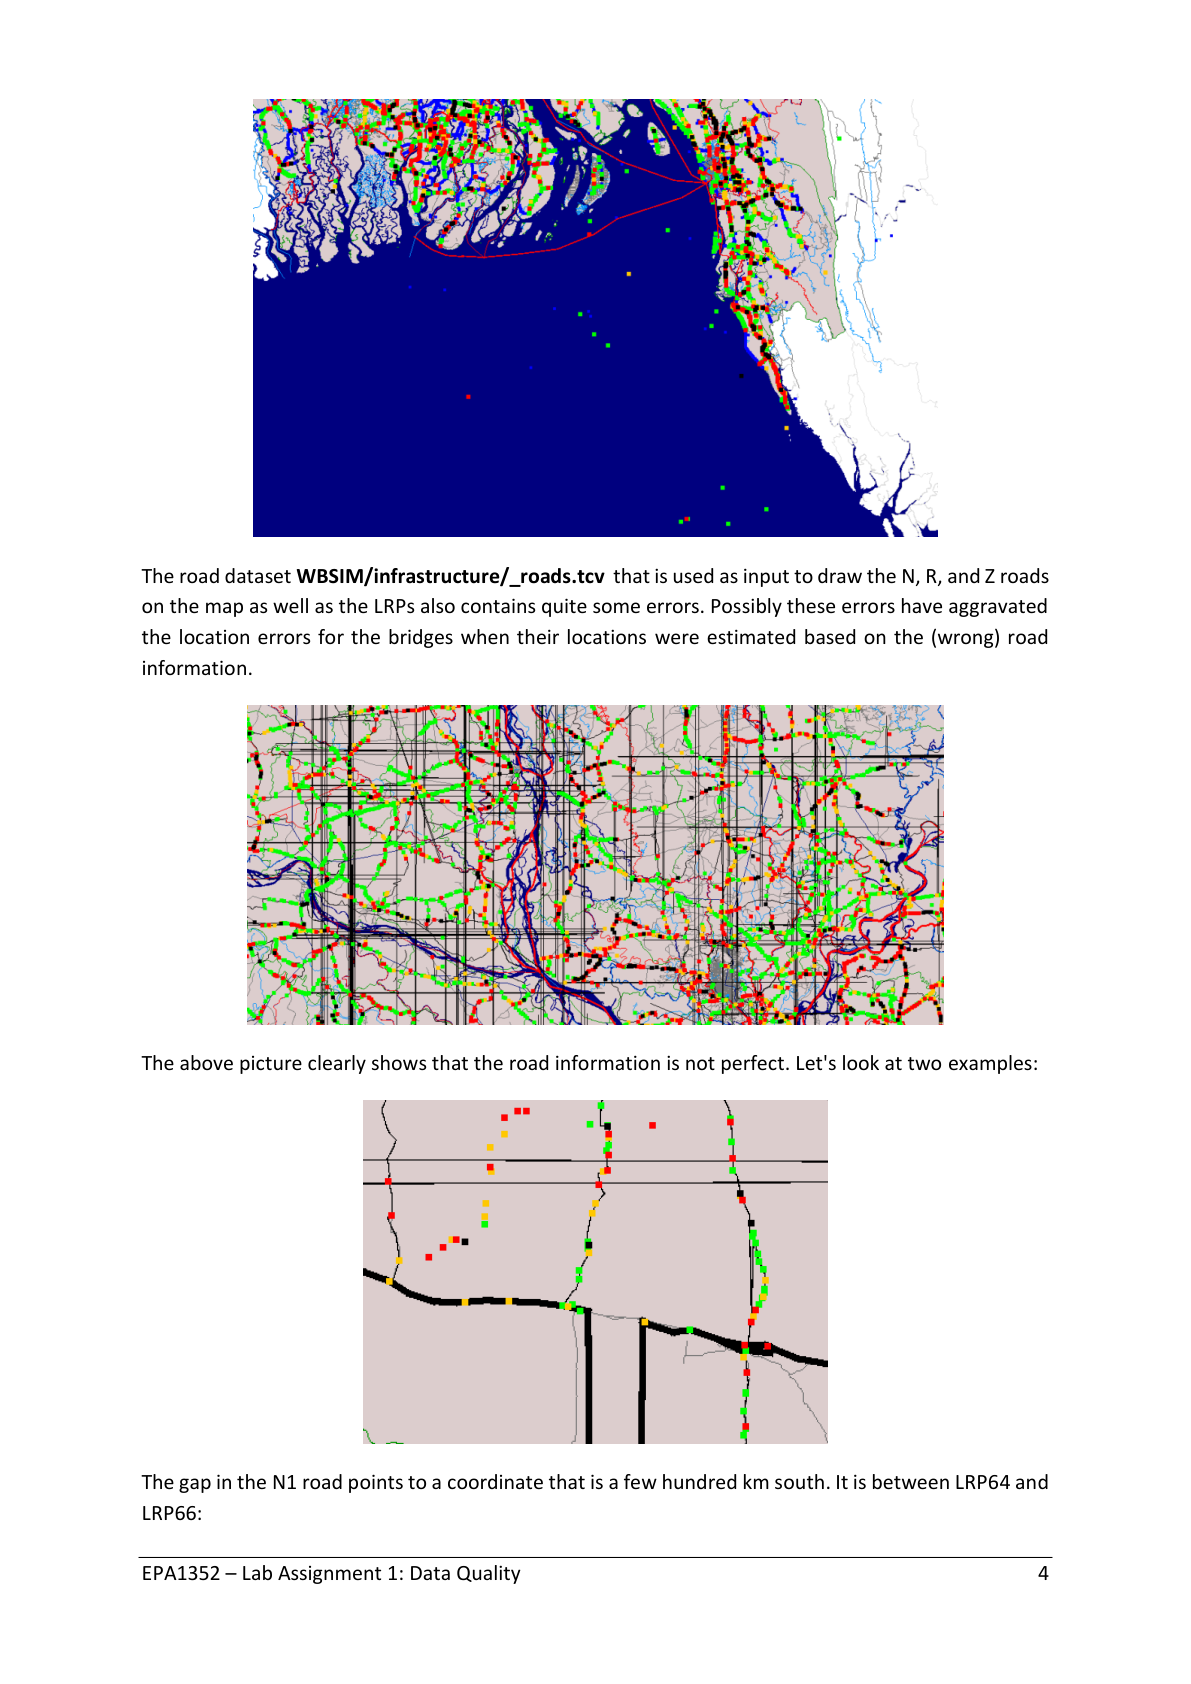 The road dataset WBSIM/infrastructure/_roads.tcv that is used as input to draw the N, R, and Z roads
on the map as well as the LRPs also contains quite some errors. Possibly these errors have aggravated
the location errors for the bridges when their locations were estimated based on the (wrong) road
information.
The above picture clearly shows that the road information is not perfect. Let's look at two examples:
The gap in the N1 road points to a coordinate that is a few hundred km south. It is between LRP64 and
LRP66:
EPA1352 – Lab Assignment 1: Data Quality 4